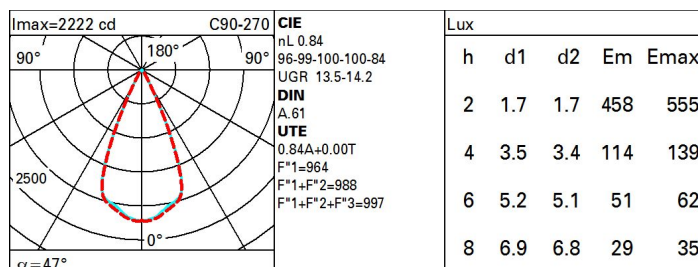 Imax=2222 cd C90-270
90° 180° 90°
2500
0°
α=47°
CIE
nL 0.84
96-99-100-100-84
UGR 13.5-14.2
DIN
A.61
UTE
0.84A+0.00T
F"1=964
F"1+F"2=988
F"1+F"2+F"3=997
Lux
h d1 d2 Em Emax
2 1.7 1.7 458 555
4 3.5 3.4 114 139
6 5.2 5.1 51 62
8 6.9 6.8 29 35